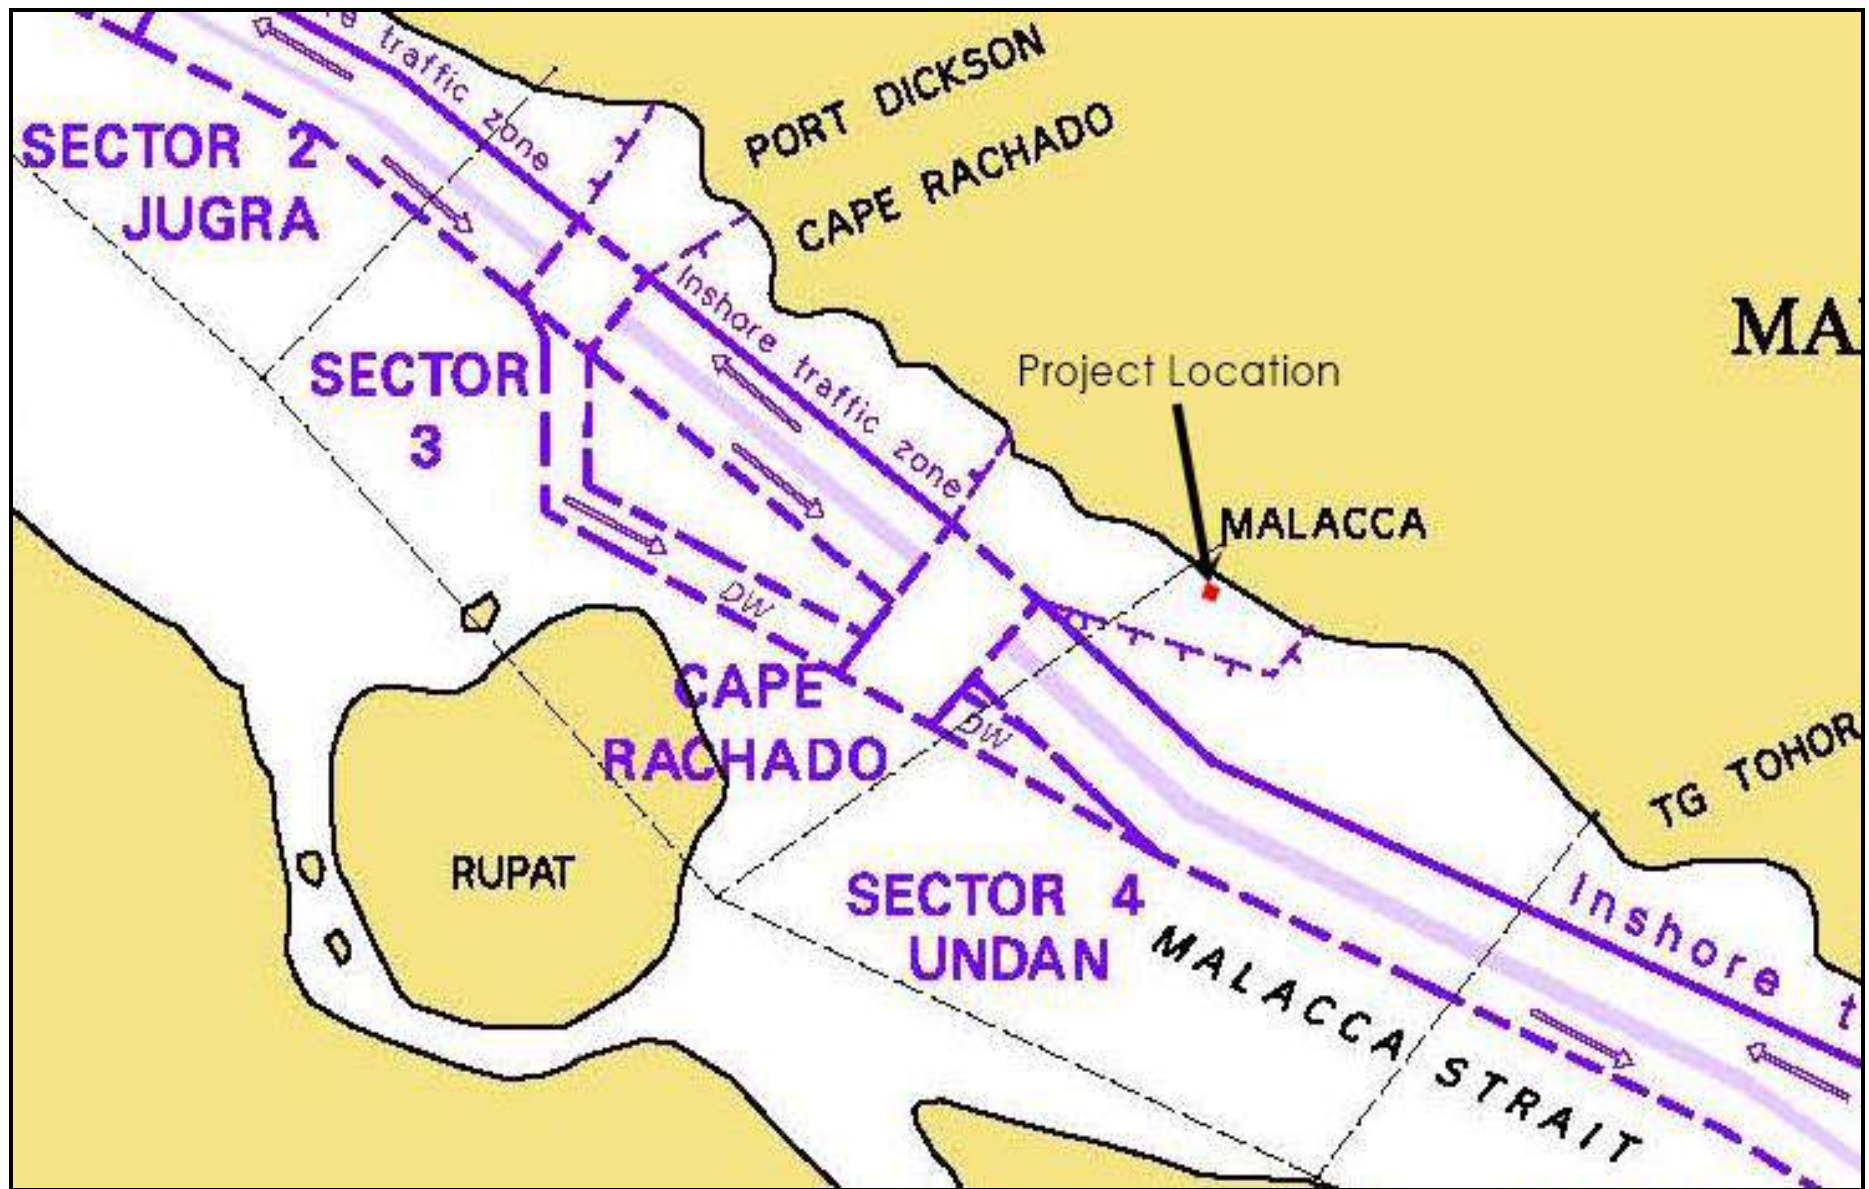 traffic zone
PORT DICKSON
CAPE RACHADO
SECTOR 2
JUGRA
Inshore traffic zone
SECTOR
3
Project Location
MALACCA
DW
CAPE
RACHADO
DW
TG TOHOR
RUPAT
SECTOR 4
UNDAN
MALACCA STRAIT
Inshore t